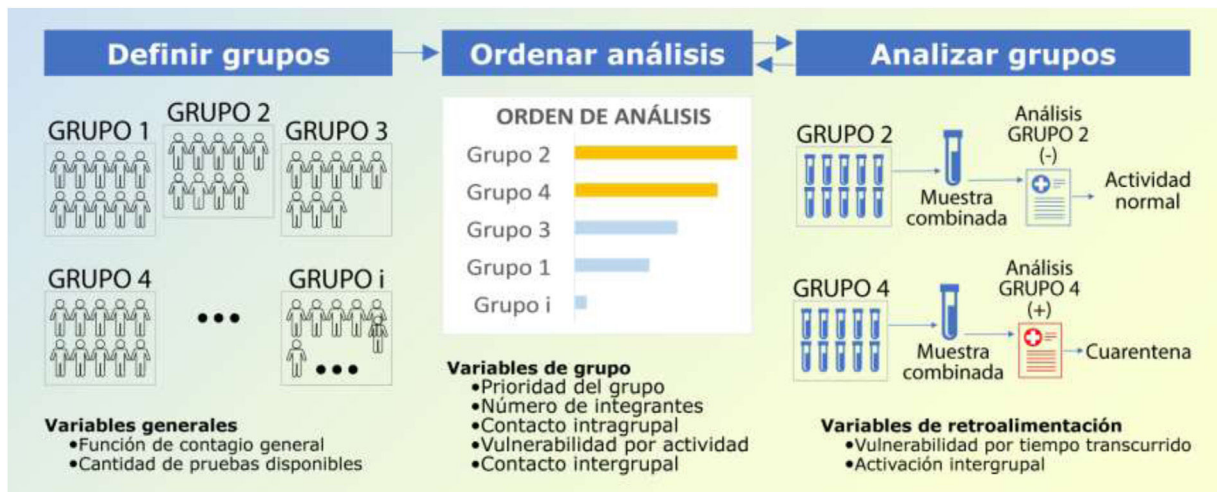 Definir grupos
Ordenar análisis
Analizar grupos
GRUPO 1
GRUPO 2
GRUPO 3
GRUPO 4
GRUPO i
Variables generales
•Función de contagio general
•Cantidad de pruebas disponibles
ORDEN DE ANÁLISIS
Grupo 2
Grupo 4
Grupo 3
Grupo 1
Grupo i
Variables de grupo
•Prioridad del grupo
•Número de integrantes
•Contacto intragrupal
•Vulnerabilidad por actividad
•Contacto intergrupal
GRUPO 2
Muestra
combinada
Análisis
GRUPO 2
(-)
Actividad
normal
GRUPO 4
Muestra
combinada
Análisis
GRUPO 4
(+)
Cuarentena
Variables de retroalimentación
•Vulnerabilidad por tiempo transcurrido
•Activación intergrupal